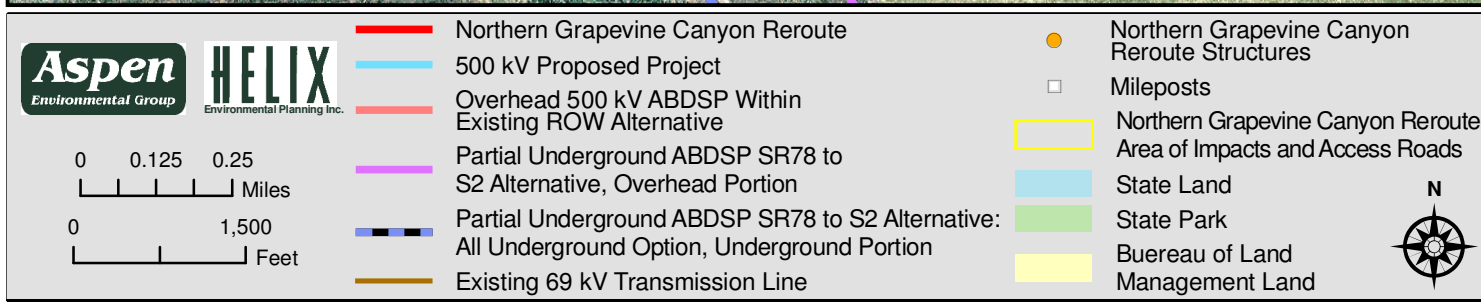 Aspen
Environmental Group
HELIX
Environmental Planning Inc.
0 0.125 0.25
Miles
0 1,500
Feet
Northern Grapevine Canyon Reroute
500 kV Proposed Project
Overhead 500 kV ABDSP Within
Existing ROW Alternative
Partial Underground ABDSP SR78 to
S2 Alternative, Overhead Portion
Partial Underground ABDSP SR78 to S2 Alternative:
All Underground Option, Underground Portion
Existing 69 kV Transmission Line
Northern Grapevine Canyon
Reroute Structures
Mileposts
Northern Grapevine Canyon Reroute
Area of Impacts and Access Roads
State Land
State Park
Buereau of Land
Management Land
N